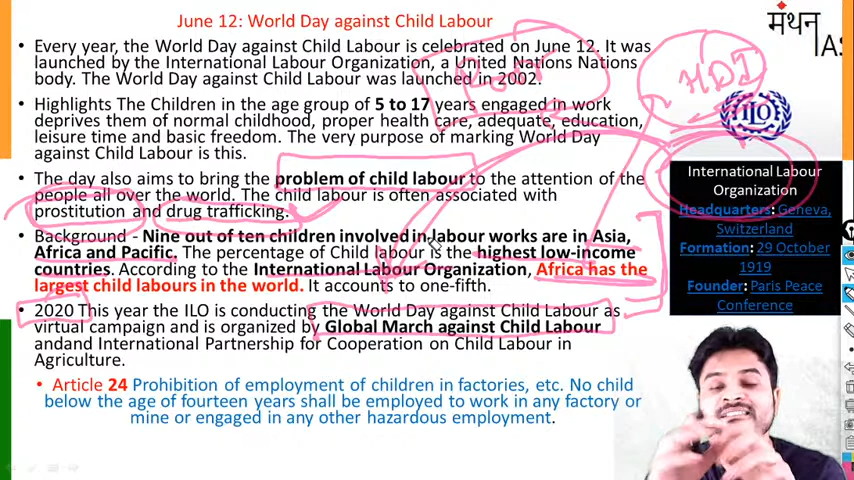 June 12: World Day against Child Labour
मंथन
IAS
• Every year, the World Day against Child Labour is celebrated on June 12. It was
launched by the International Labour Organization, a United Nations Nations
body. The World Day against Child Labour was launched in 2002.
HDI
• Highlights The Children in the age group of 5 to 17 years engaged in work
deprives them of normal childhood, proper health care, adequate, education,
leisure time and basic freedom. The very purpose of marking World Day
against Child Labour is this.
ILO
• The day also aims to bring the problem of child labour to the attention of the
people all over the world. The child labour is often associated with
prostitution and drug trafficking.
International Labour
Organization
Headquarters: Geneva,
Switzerland
Formation: 29 October
1919
Founder: Paris Peace
Conference
• Background - Nine out of ten children involved in labour works are in Asia,
Africa and Pacific. The percentage of Child labour is the highest low-income
countries. According to the International Labour Organization, Africa has the
largest child labours in the world. It accounts to one-fifth.
• 2020 This year the ILO is conducting the World Day against Child Labour as
virtual campaign and is organized by Global March against Child Labour
andand International Partnership for Cooperation on Child Labour in
Agriculture.
• Article 24 Prohibition of employment of children in factories, etc. No child
below the age of fourteen years shall be employed to work in any factory or
mine or engaged in any other hazardous employment.